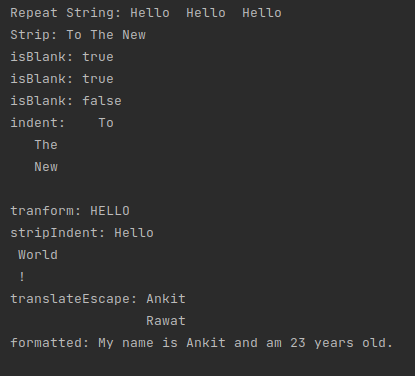 Repeat String: Hello  Hello  Hello
Strip: To The New
isBlank: true
isBlank: true
isBlank: false
indent:    To
   The
   New

tranform: HELLO
stripIndent: Hello
 World
 !
translateEscape: Ankit
                 Rawat
formatted: My name is Ankit and am 23 years old.